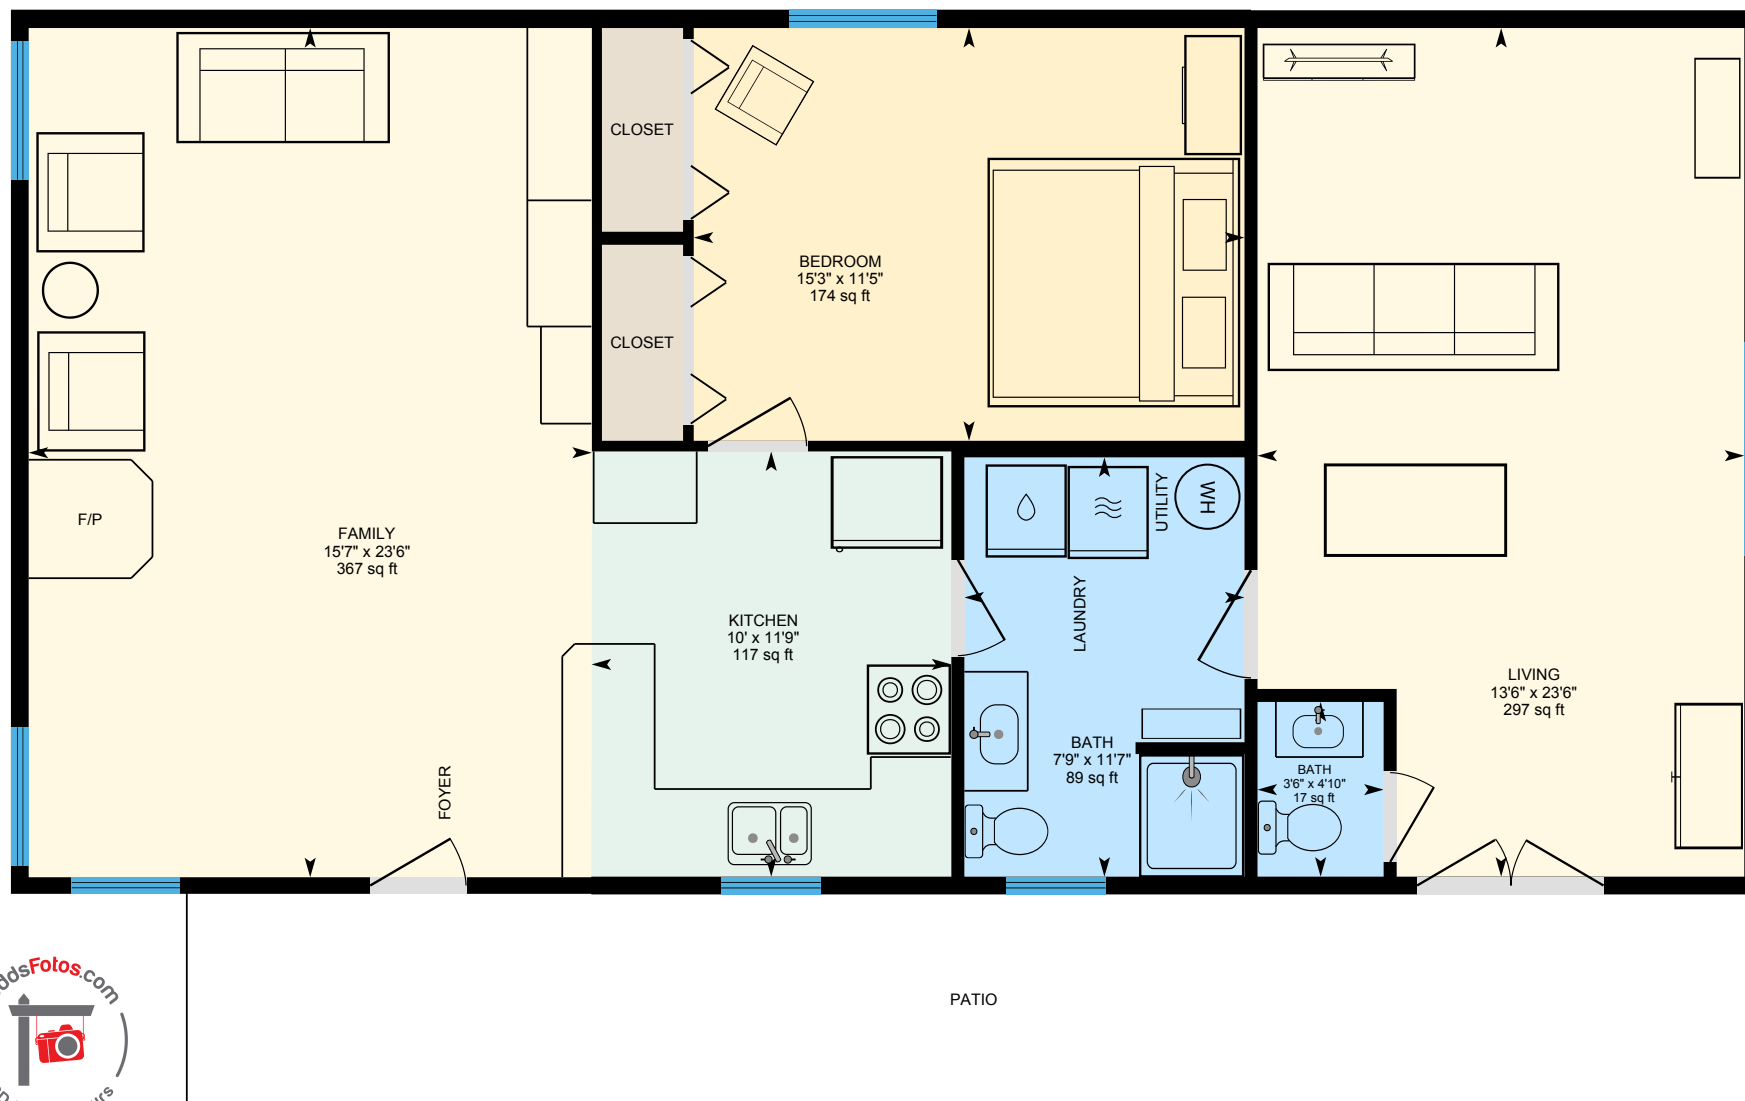 CLOSET
BEDROOM
15'3" x 11'5"
174 sq ft
CLOSET
F/P
FAMILY
15'7" x 23'6"
367 sq ft
UTILITY
WH
LAUNDRY
KITCHEN
10' x 11'9"
117 sq ft
LIVING
13'6" x 23'6"
297 sq ft
FOYER
BATH
7'9" x 11'7"
89 sq ft
BATH
3'6" x 4'10"
17 sq ft
PATIO
ddsFotos.com